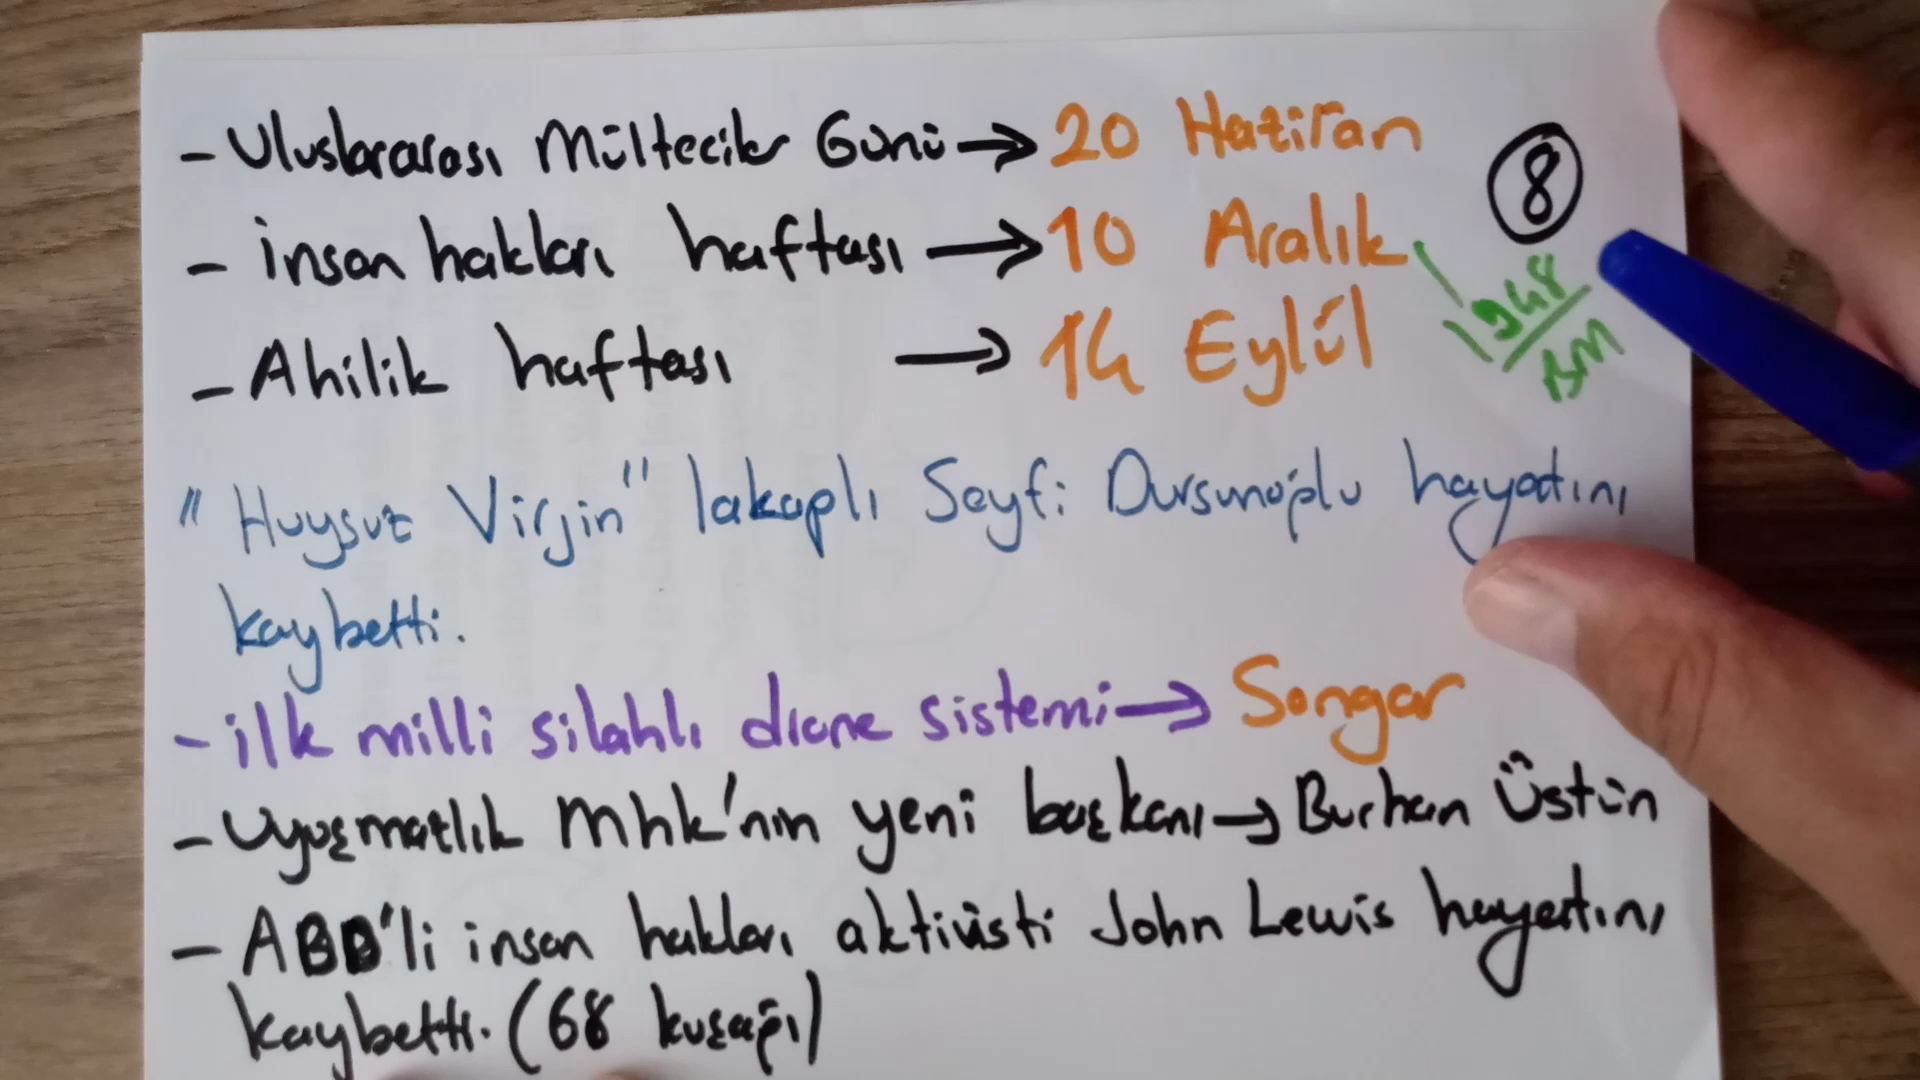 - Uluslararası Mülteciler Günü → 20 Haziran
- insan hakları haftası → 10 Aralık
8
1948
BM
- Ahilik haftası → 14 Eylül
"Huysuz Virjin" lakaplı Seyfi Dursunoğlu hayatını
kaybetti.
- ilk milli silahlı drone sistemi → Songar
- Uyuşmazlık Mhk'nın yeni başkanı → Burhan Üstün
- ABD'li insan hakları aktivisti John Lewis hayatını
kaybetti. (68 kuşağı)